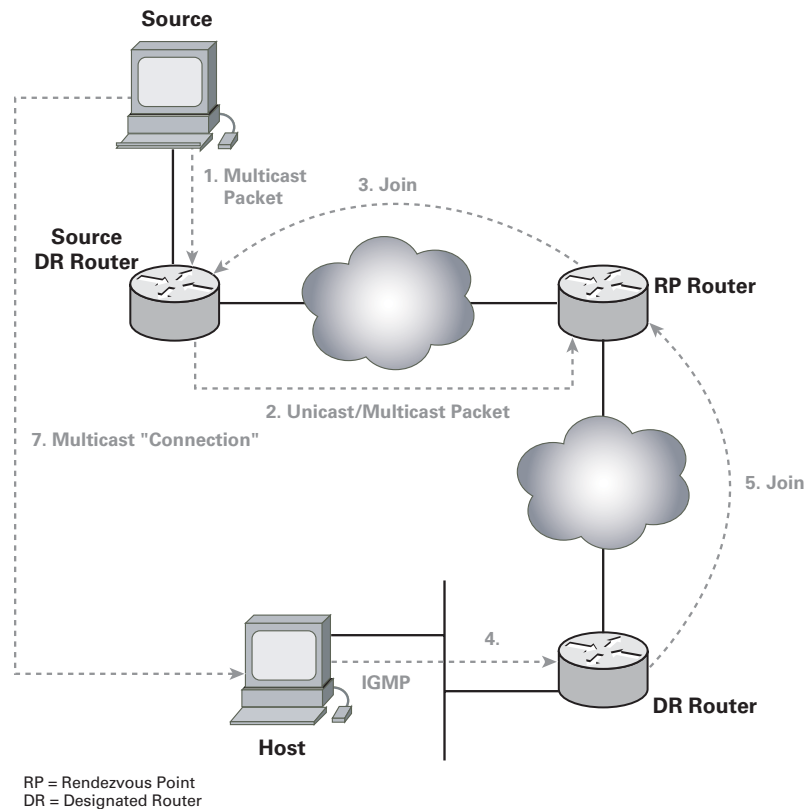 Source
1. Multicast
Packet
3. Join
Source
DR Router
RP Router
2. Unicast/Multicast Packet
7. Multicast "Connection"
5. Join
4.
IGMP
DR Router
Host
RP = Rendezvous Point
DR = Designated Router